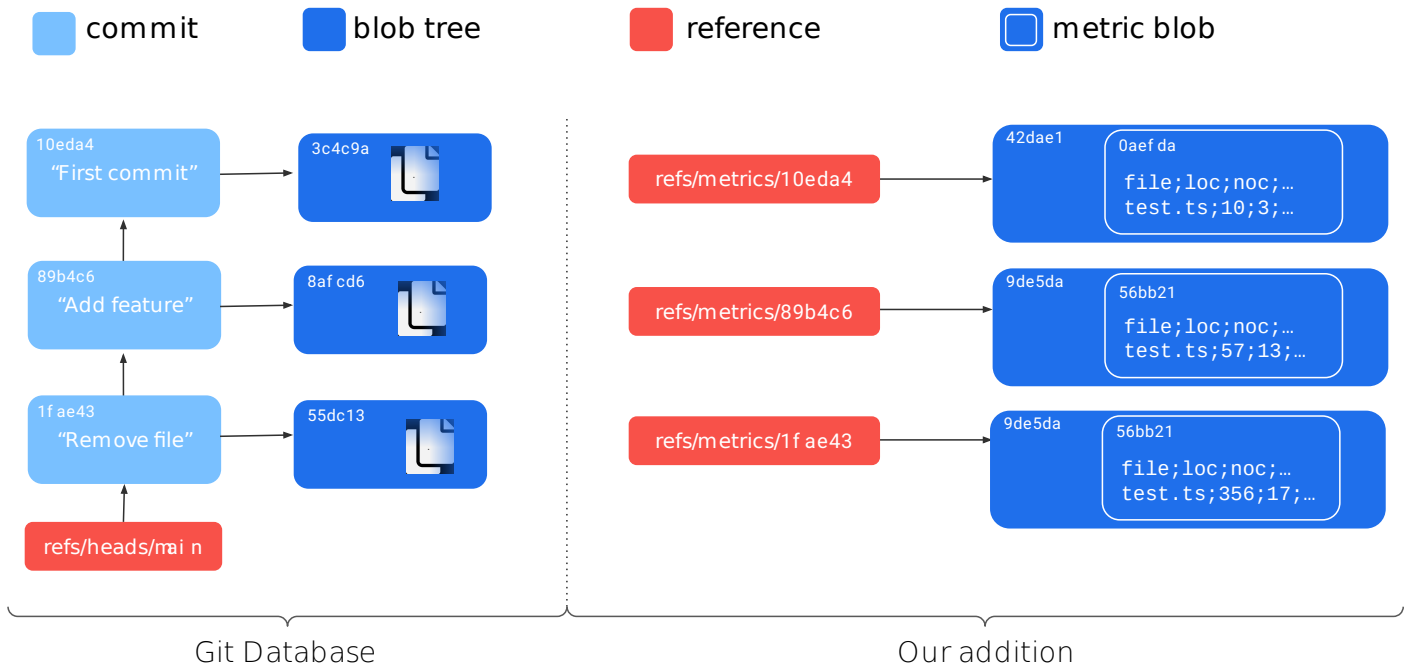 commit
blob tree
reference
metric blob
10eda4
“First commit”
3c4c9a
89b4c6
“Add feature”
8afcd6
1fae43
“Remove file”
55dc13
refs/heads/main
Git Database
refs/metrics/10eda4
42dae1
0aefda
file;loc;noc;…
test.ts;10;3;…
refs/metrics/89b4c6
9de5da
56bb21
file;loc;noc;…
test.ts;57;13;…
refs/metrics/1fae43
9de5da
56bb21
file;loc;noc;…
test.ts;356;17;…
Our addition